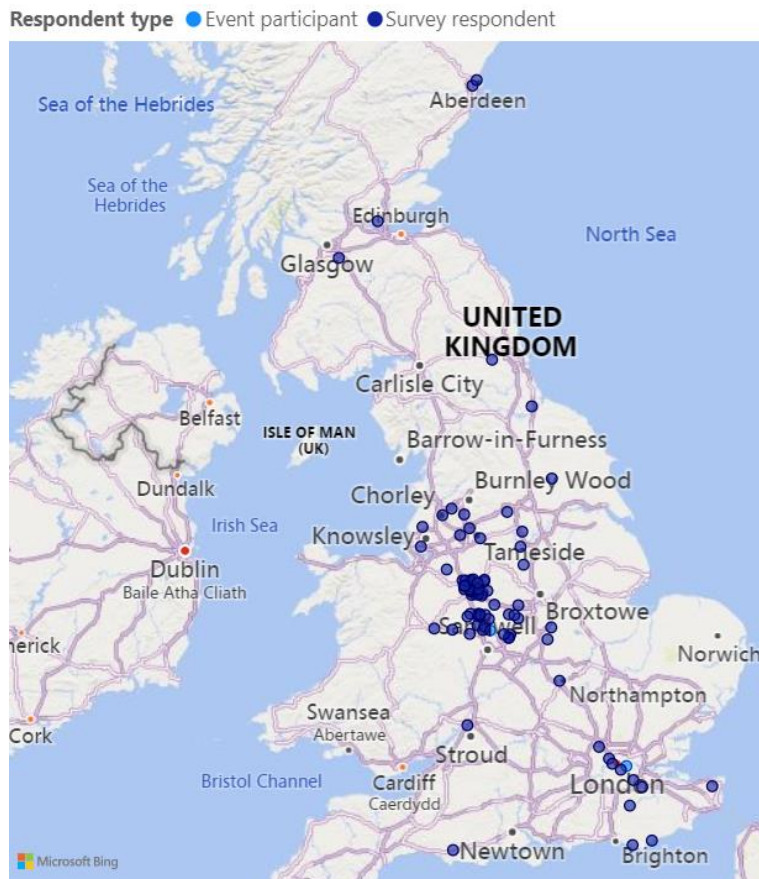 Respondent type Event participant Survey respondent
Aberdeen
Sea of the Hebrides
Sea of the
Hebrides
Edinburgh
North Sea
Glasgow
UNITED
KINGDOM
Carlisle City
Belfast
ISLE OF MAN
(UK)
Barrow-in-Furness
Dundalk
Burnley Wood
Chorley
Irish Sea
Knowsley
Tameside
Dublin
Baile Atha Cliath
Broxtowe
Norwich
Northampton
Swansea
Abertawe
Stroud
Cork
Bristol Channel
Cardiff
Caerdydd
London
Newtown
Brighton
Microsoft Bing